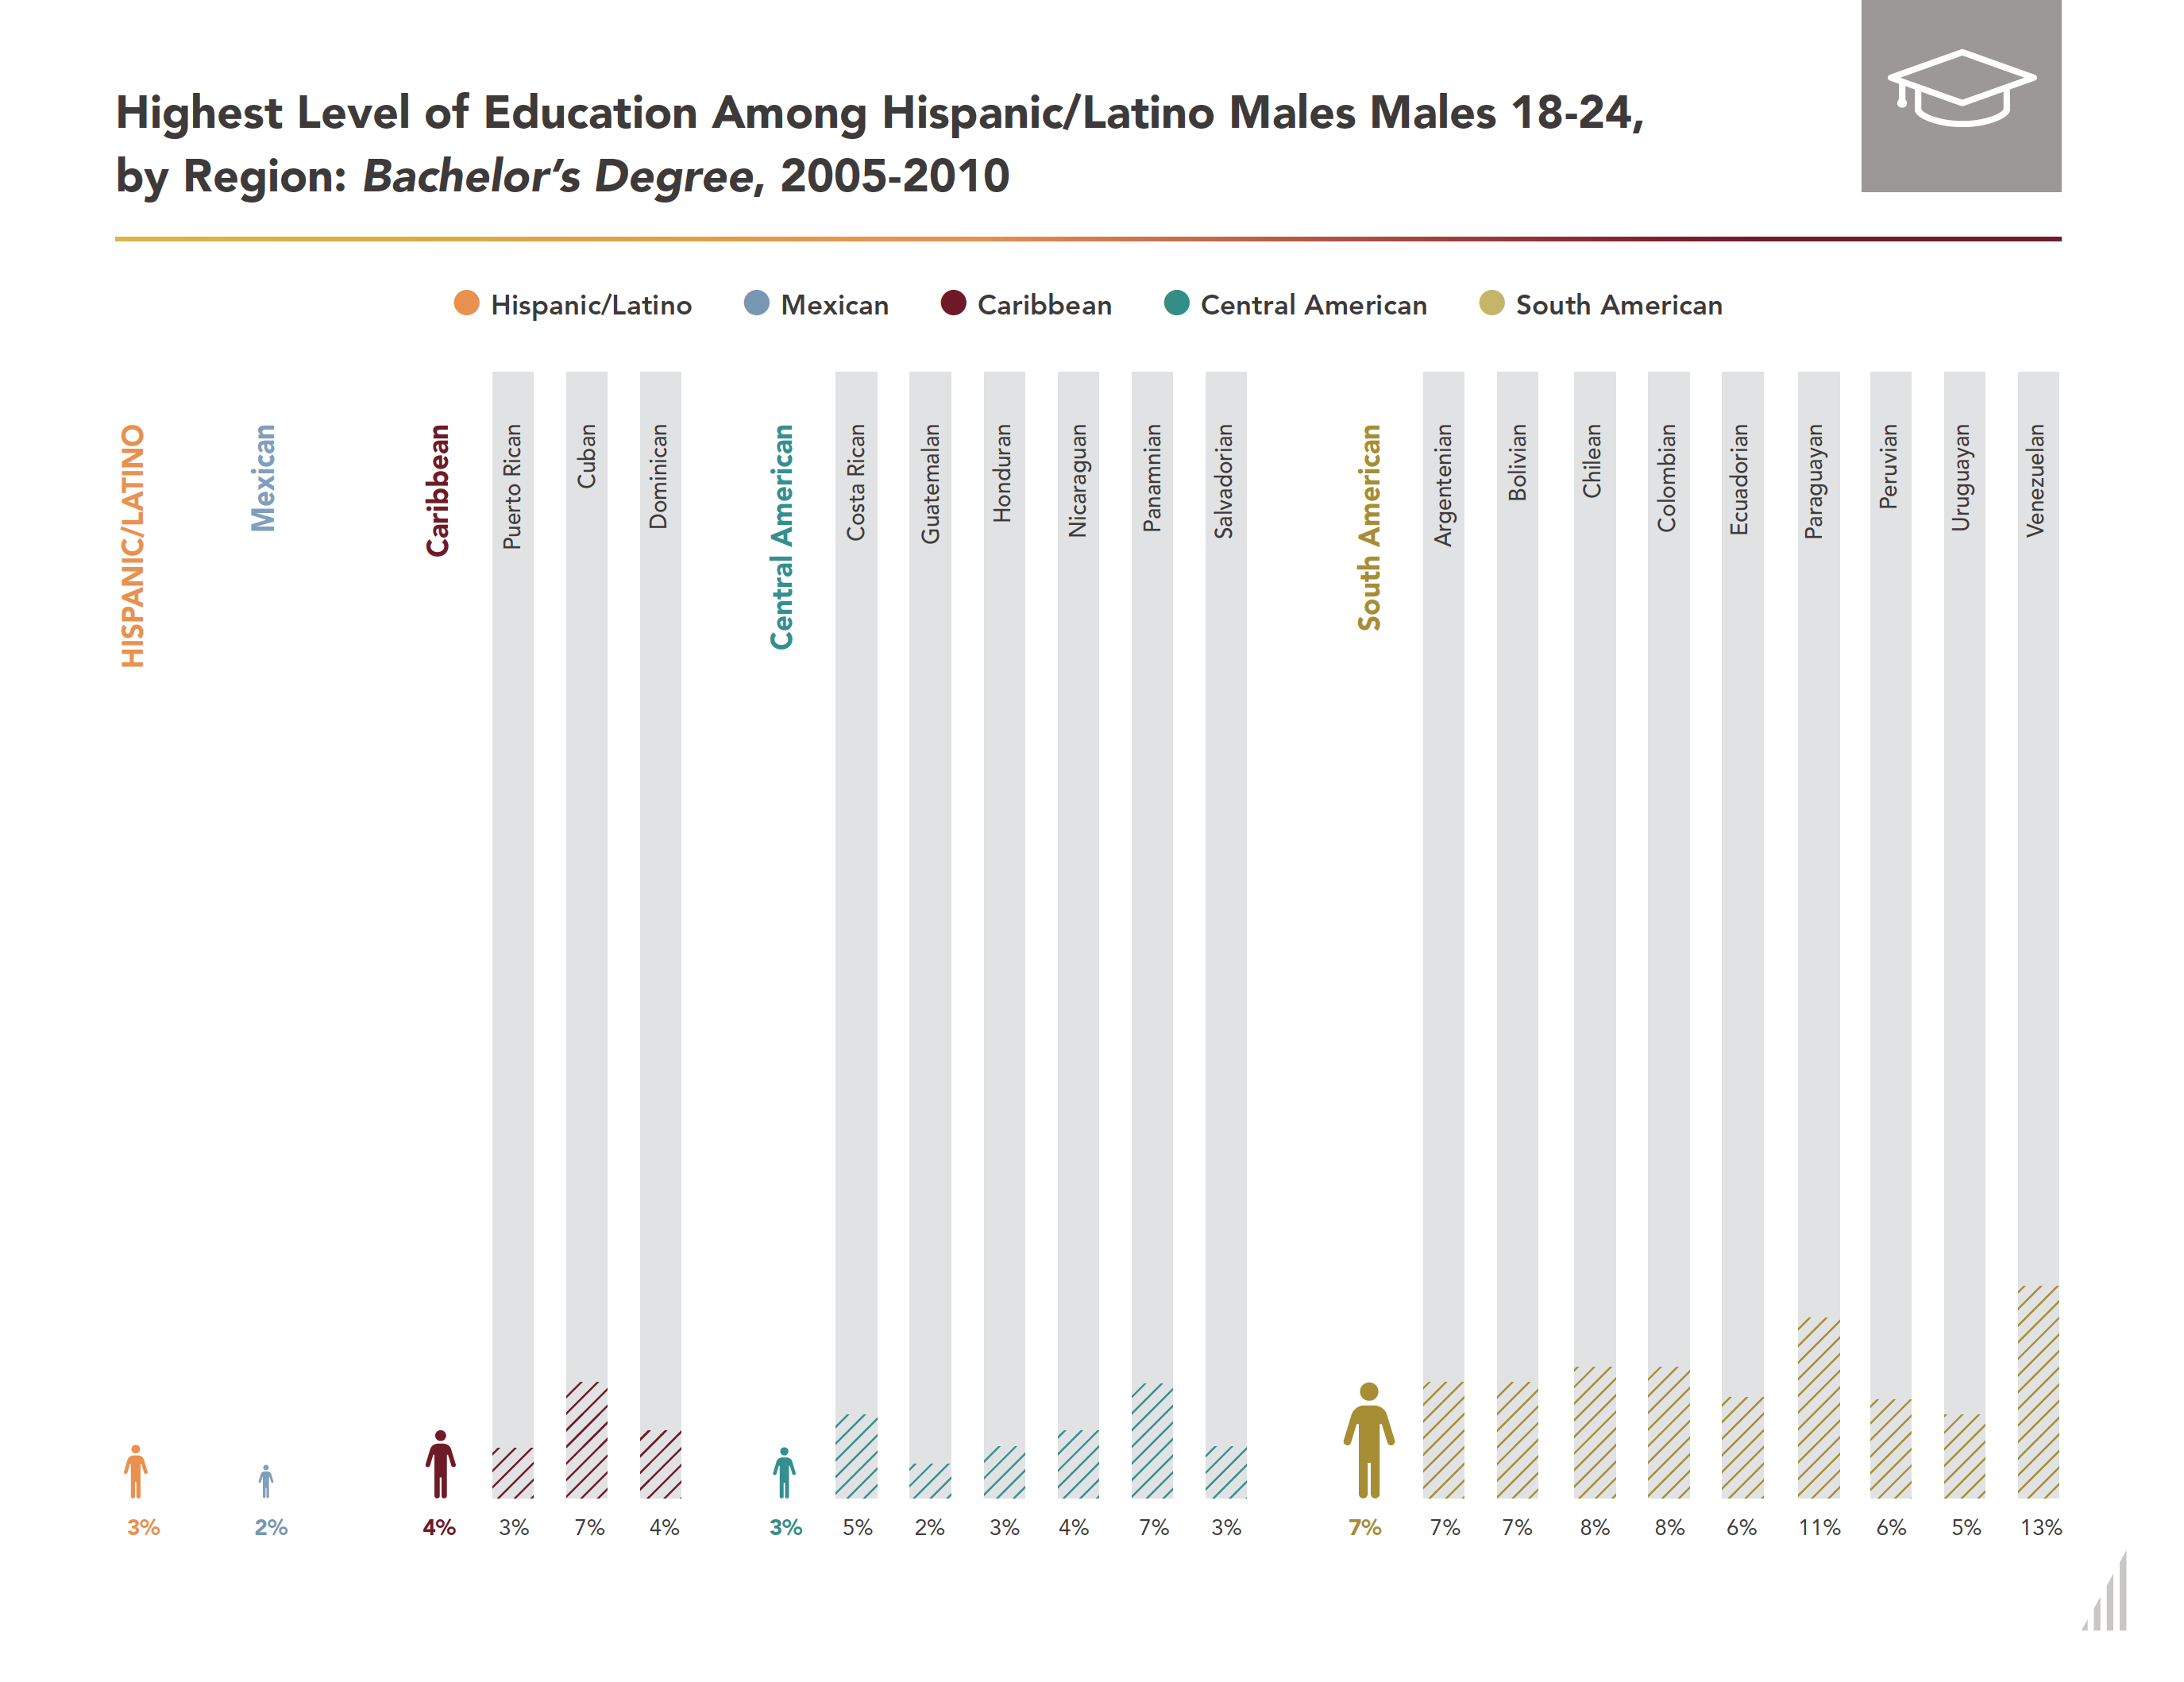 Highest Level of Education Among Hispanic/Latino Males Males 18-24,
by Region: Bachelor’s Degree, 2005-2010
Hispanic/Latino
Mexican
Caribbean
Central American
South American
HISPANIC/LATINO
Mexican
Caribbean
Puerto Rican
Cuban
Dominican
Central American
Costa Rican
Guatemalan
Honduran
Nicaraguan
Panamnian
Salvadorian
South American
Argentenian
Bolivian
Chilean
Colombian
Ecuadorian
Paraguayan
Peruvian
Uruguayan
Venezuelan
3% 2% 4% 3% 7% 4% 3% 5% 2% 3% 4% 7% 3% 7% 7% 7% 8% 8% 6% 11% 6% 5% 13%